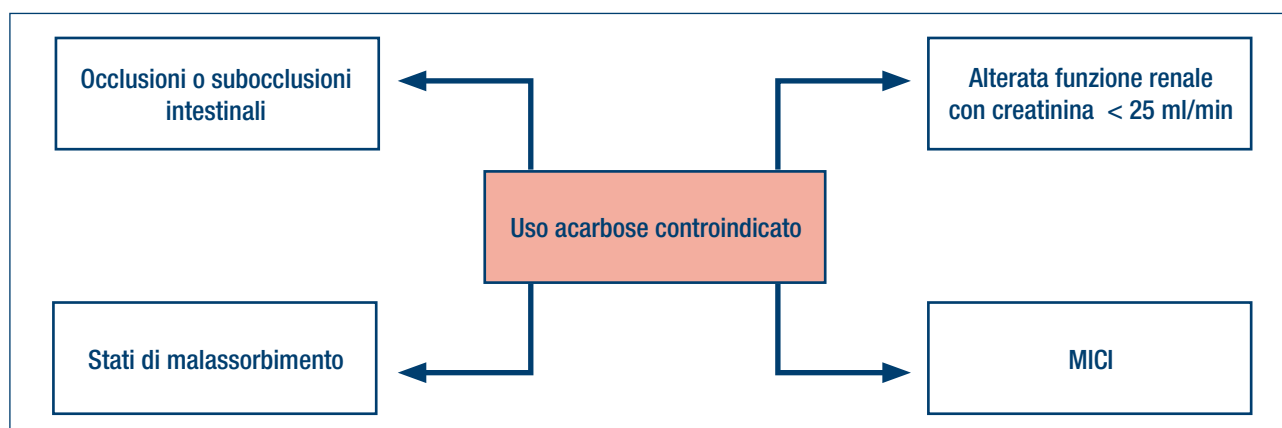 Occlusioni o subocclusioni
intestinali
Alterata funzione renale
con creatinina < 25 ml/min
Uso acarbose controindicato
Stati di malassorbimento
MICI